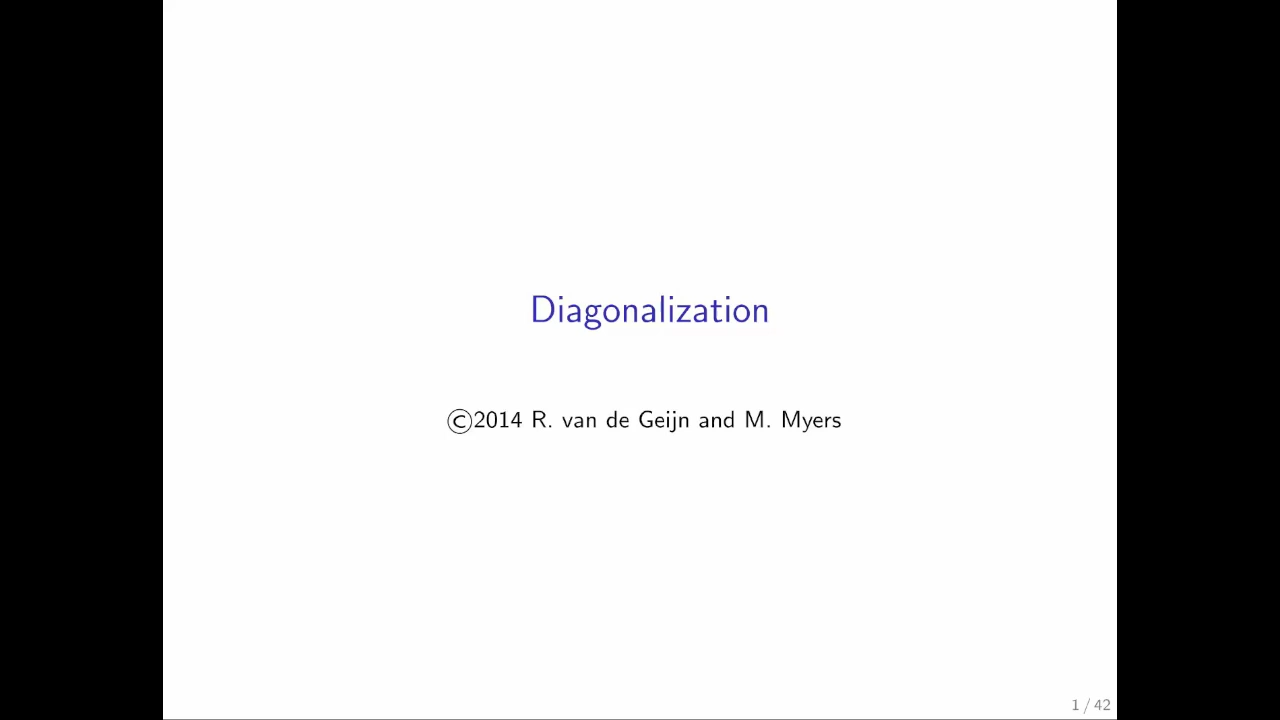 Diagonalization
©2014 R. van de Geijn and M. Myers
1 / 42